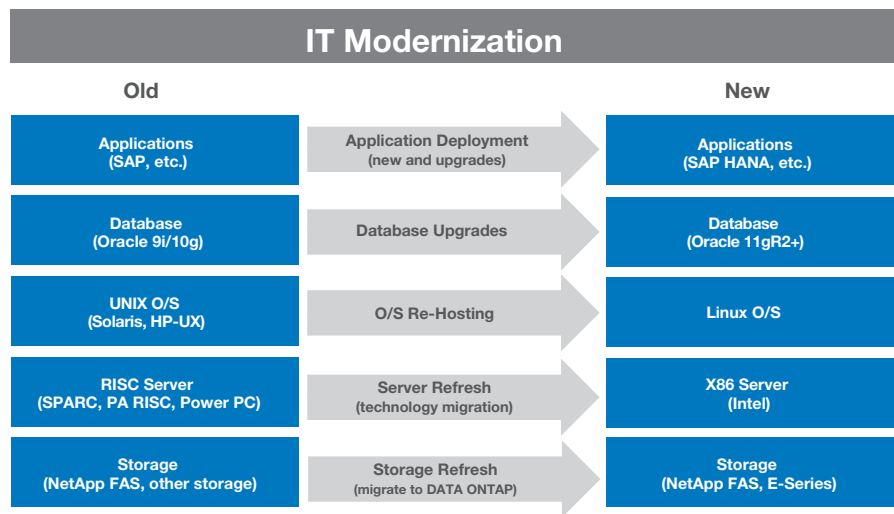 IT Modernization
Old
New
Applications
(SAP, etc.)
Application Deployment
(new and upgrades)
Applications
(SAP HANA, etc.)
Database
(Oracle 9i/10g)
Database Upgrades
Database
(Oracle 11gR2+)
UNIX O/S
(Solaris, HP-UX)
O/S Re-Hosting
Linux O/S
RISC Server
(SPARC, PA RISC, Power PC)
Server Refresh
(technology migration)
X86 Server
(Intel)
Storage
(NetApp FAS, other storage)
Storage Refresh
(migrate to DATA ONTAP)
Storage
(NetApp FAS, E-Series)